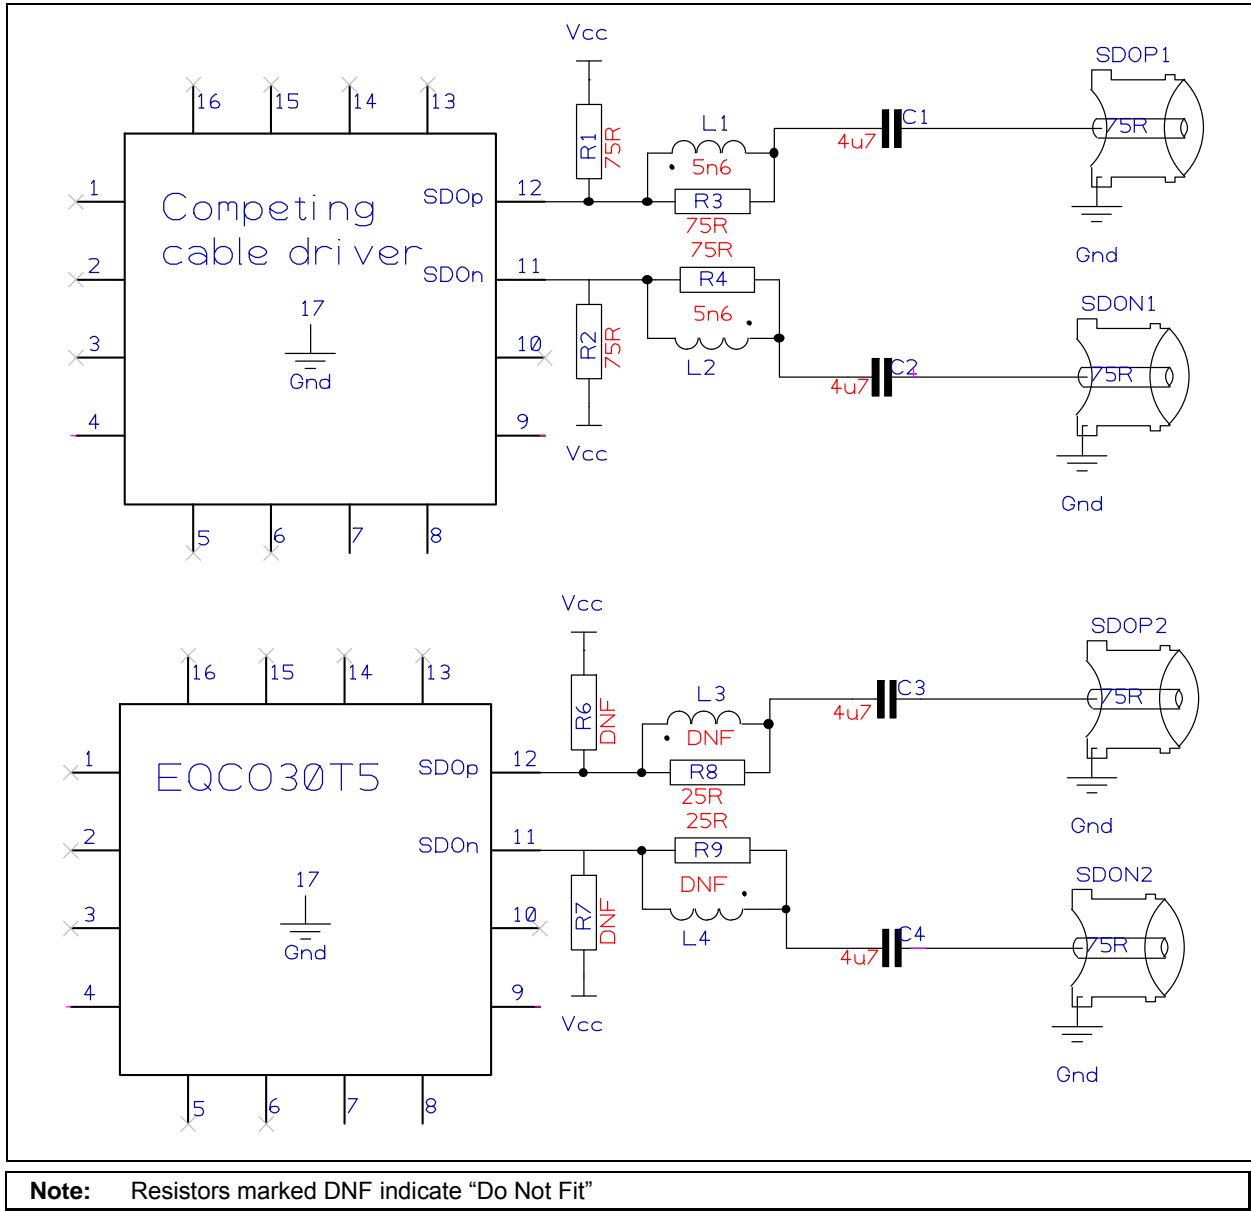 Vcc
SDOP1
16 15 14 13
R1 75R
L1
5n6
C1
4u7
75R
1
Competing
cable driver
SDOp
12
R3
75R
Gnd
75R
2
SDOn
11
R4
SDON1
17
5n6
3
Gnd
10
R2 75R
L2
C2
4u7
75R
4
9
Vcc
Gnd
5 6 7 8
Vcc
SDOP2
16 15 14 13
R6 DNF
L3
DNF
C3
4u7
75R
1
EQCO30T5
SDOp
12
R8
25R
Gnd
25R
2
SDOn
11
R9
SDON2
17
DNF
3
Gnd
10
R7 DNF
L4
C4
4u7
75R
4
9
Vcc
Gnd
5 6 7 8
Note: Resistors marked DNF indicate “Do Not Fit”